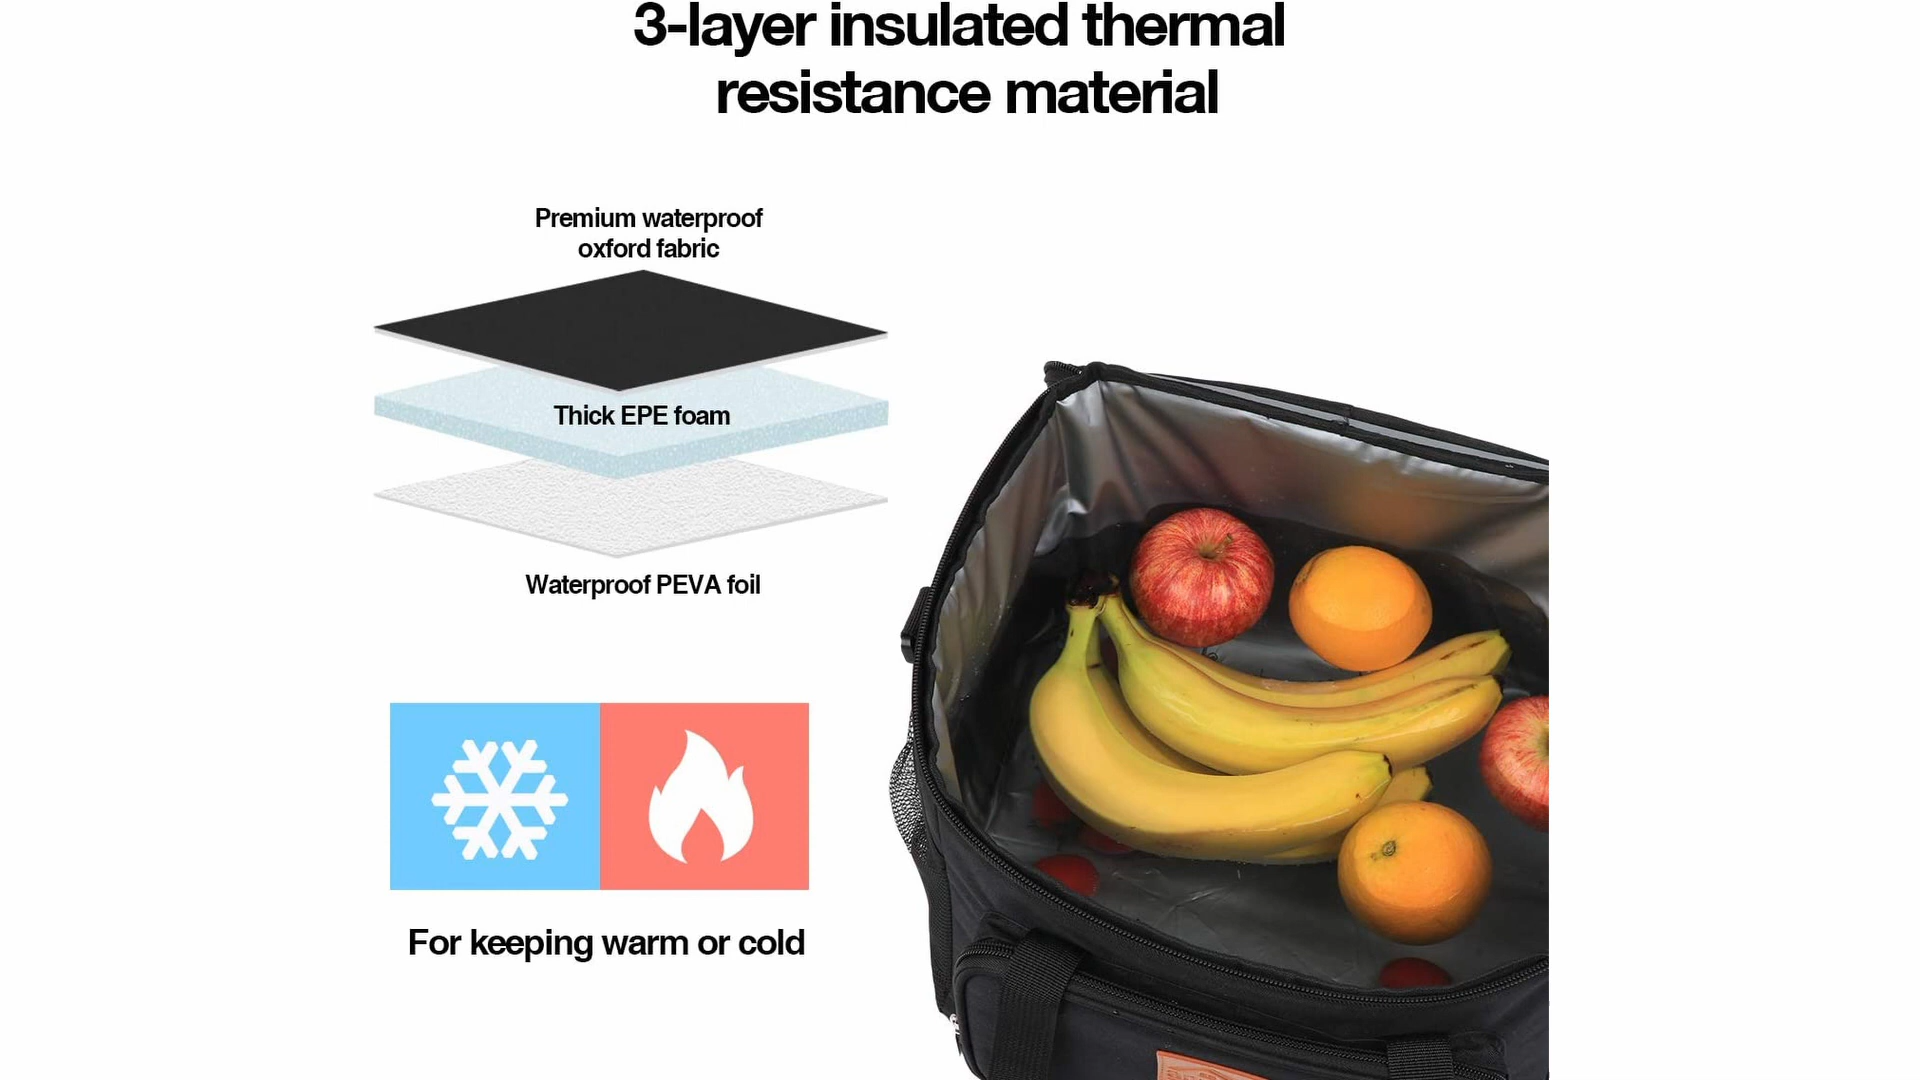 3-layer insulated thermal
resistance material
Premium waterproof
oxford fabric
Thick EPE foam
Waterproof PEVA foil
For keeping warm or cold